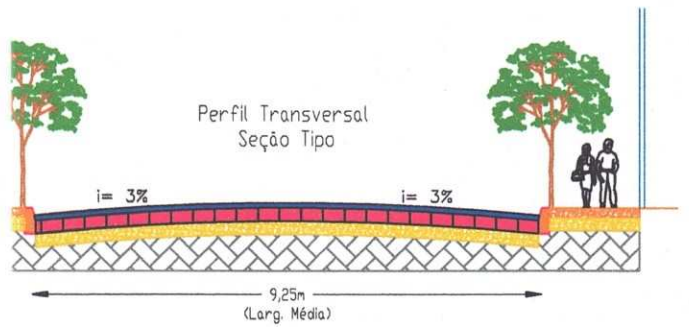 Perfil Transversal
Seção Tipo
i= 3%
i= 3%
9,25m
(Larg. Média)